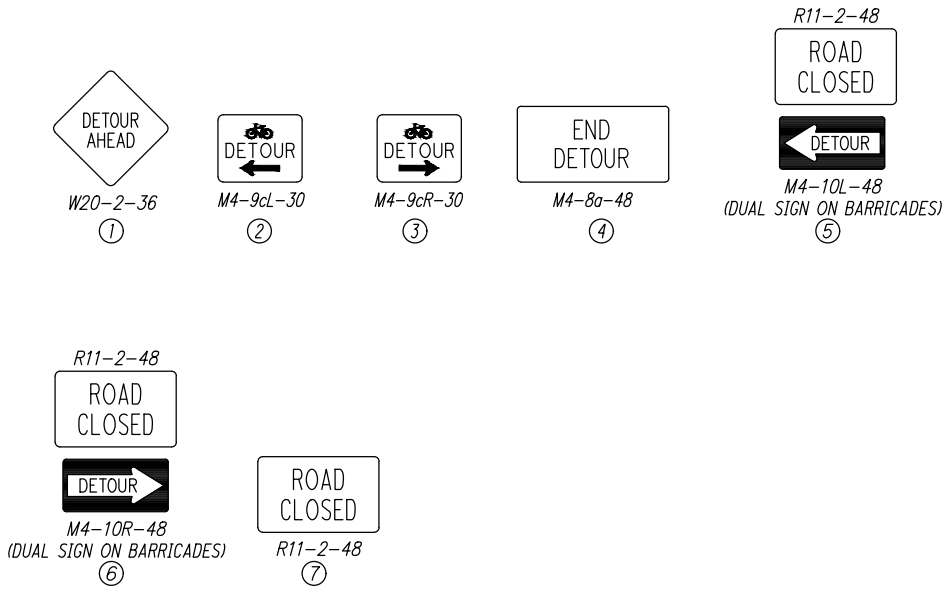 DETOUR
AHEAD
W20-2-36
1
DETOUR
M4-9cL-30
2
DETOUR
M4-9cR-30
3
END
DETOUR
M4-8a-48
4
R11-2-48
ROAD
CLOSED
DETOUR
M4-10L-48
(DUAL SIGN ON BARRICADES)
5
R11-2-48
ROAD
CLOSED
DETOUR
M4-10R-48
(DUAL SIGN ON BARRICADES)
6
ROAD
CLOSED
R11-2-48
7